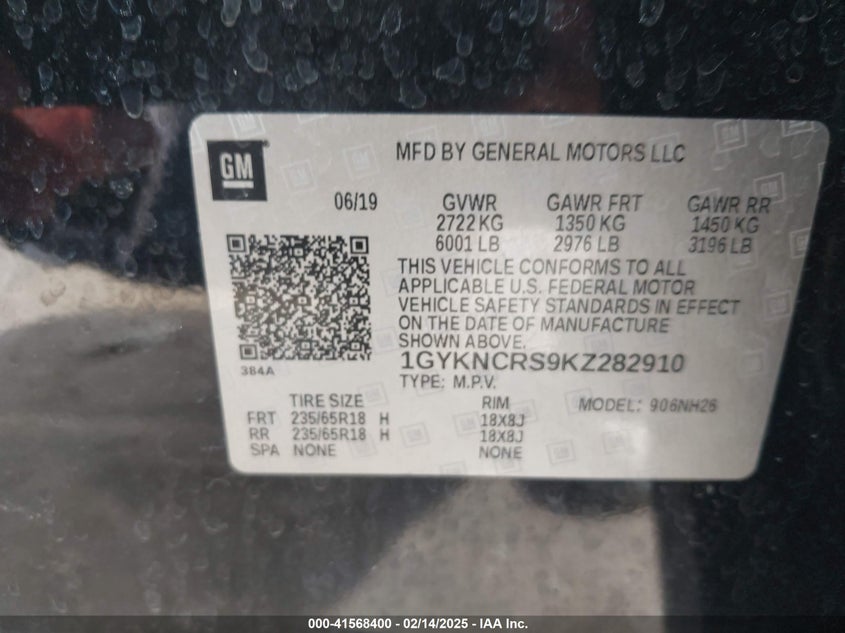 GM
MFD BY GENERAL MOTORS LLC
06/19
GVWR GAWR FRT GAWR RR
2722 KG 1350 KG 1450 KG
6001 LB 2976 LB 3196 LB
THIS VEHICLE CONFORMS TO ALL
APPLICABLE U.S. FEDERAL MOTOR
VEHICLE SAFETY STANDARDS IN EFFECT
ON THE DATE OF MANUFACTURE
SHOWN ABOVE.
384A
1GYKNCRS9KZ282910
TYPE: M.P.V.
TIRE SIZE RIM MODEL: 906NH26
FRT 235/65R18 H 18X8J
RR 235/65R18 H 18X8J
SPA NONE NONE
000-41568400 - 02/14/2025 - IAA Inc.